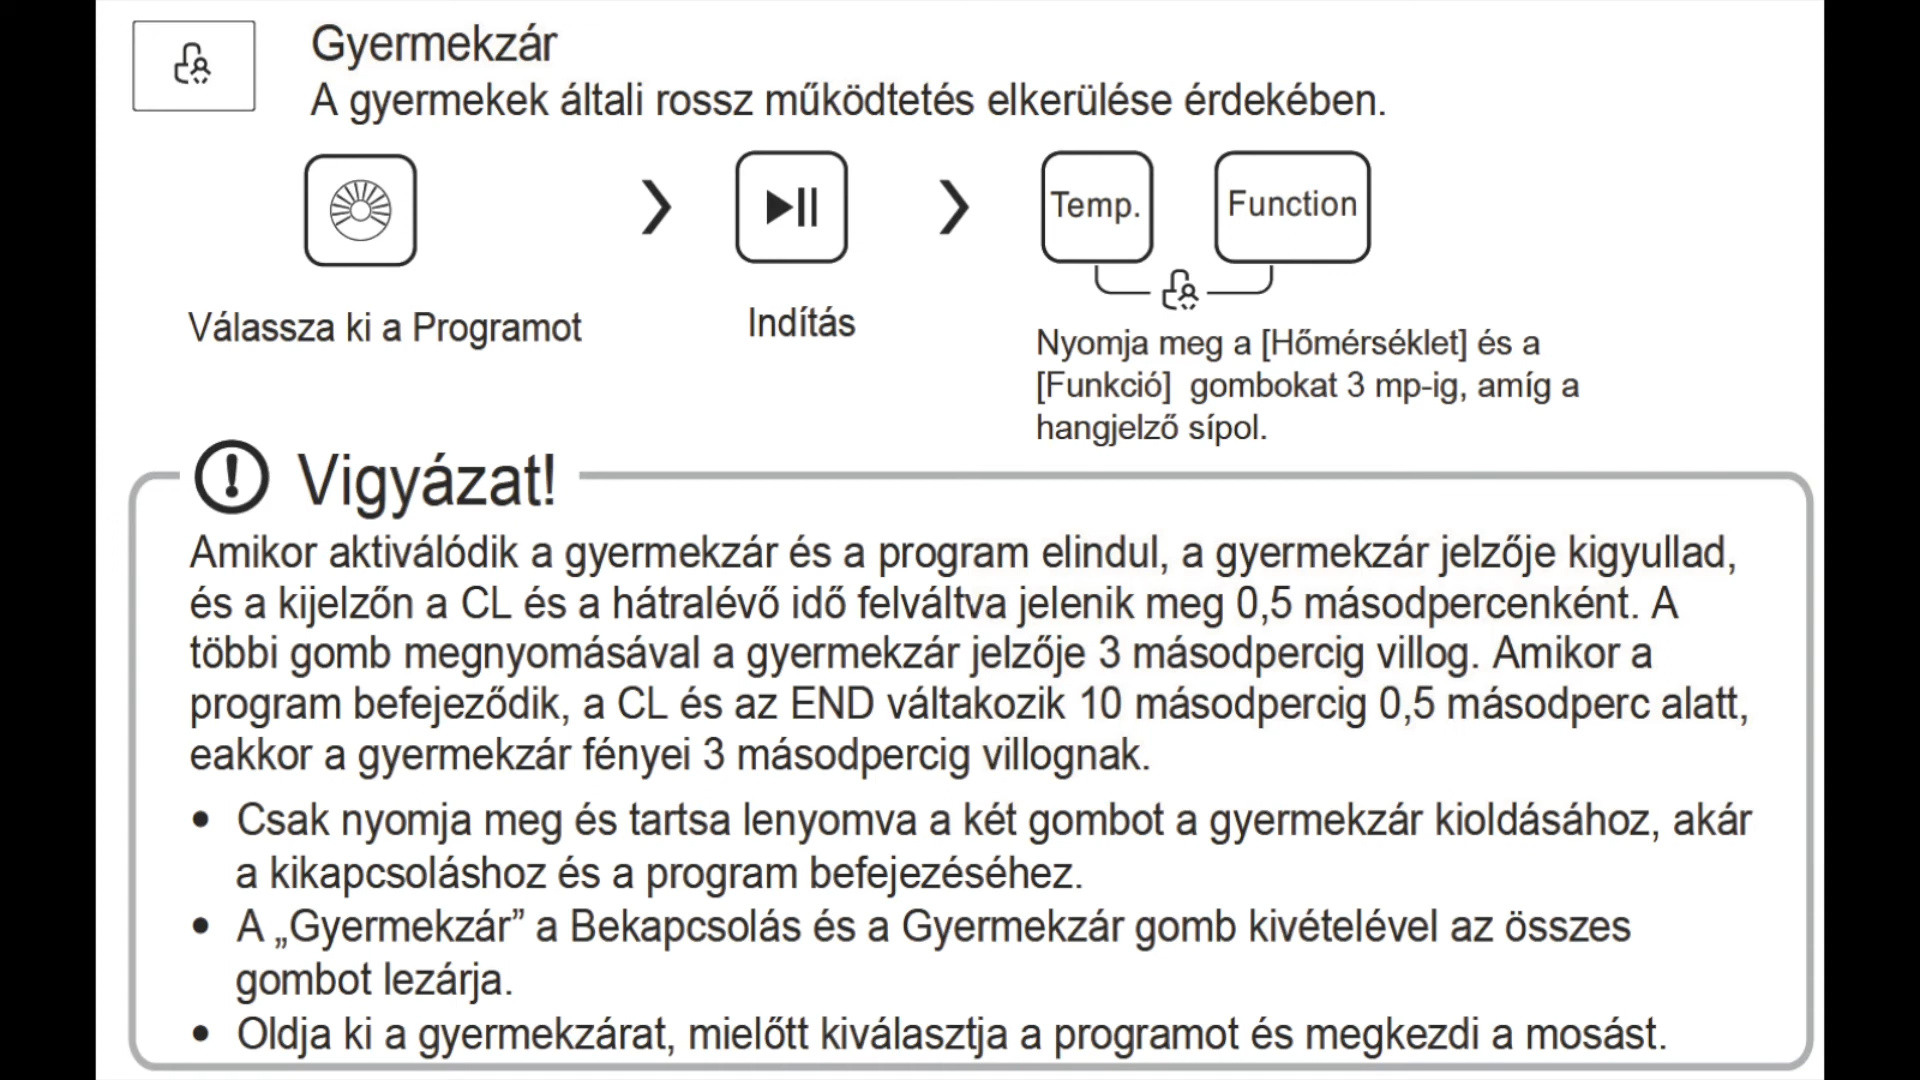 Gyermekzár
A gyermekek általi rossz működtetés elkerülése érdekében.
Temp.
Function
Válassza ki a Programot
Indítás
Nyomja meg a [Hőmérséklet] és a
[Funkció] gombokat 3 mp-ig, amíg a
hangjelző sípol.
Vigyázat!
Amikor aktiválódik a gyermekzár és a program elindul, a gyermekzár jelzője kigyullad,
és a kijelzőn a CL és a hátralévő idő felváltva jelenik meg 0,5 másodpercenként. A
többi gomb megnyomásával a gyermekzár jelzője 3 másodpercig villog. Amikor a
program befejeződik, a CL és az END váltakozik 10 másodpercig 0,5 másodperc alatt,
eakkor a gyermekzár fényei 3 másodpercig villognak.
• Csak nyomja meg és tartsa lenyomva a két gombot a gyermekzár kioldásához, akár
a kikapcsoláshoz és a program befejezéséhez.
• A „Gyermekzár” a Bekapcsolás és a Gyermekzár gomb kivételével az összes
gombot lezárja.
• Oldja ki a gyermekzárat, mielőtt kiválasztja a programot és megkezdi a mosást.